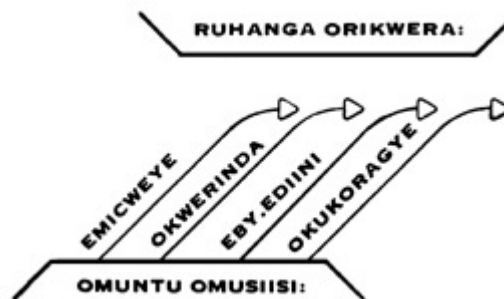 RUHANGA ORIKWERA:
EMICWEYE
OKWERINDA
EBY.EDIINI
OKUKORAGYE
OMUNTU OMUSIISI: